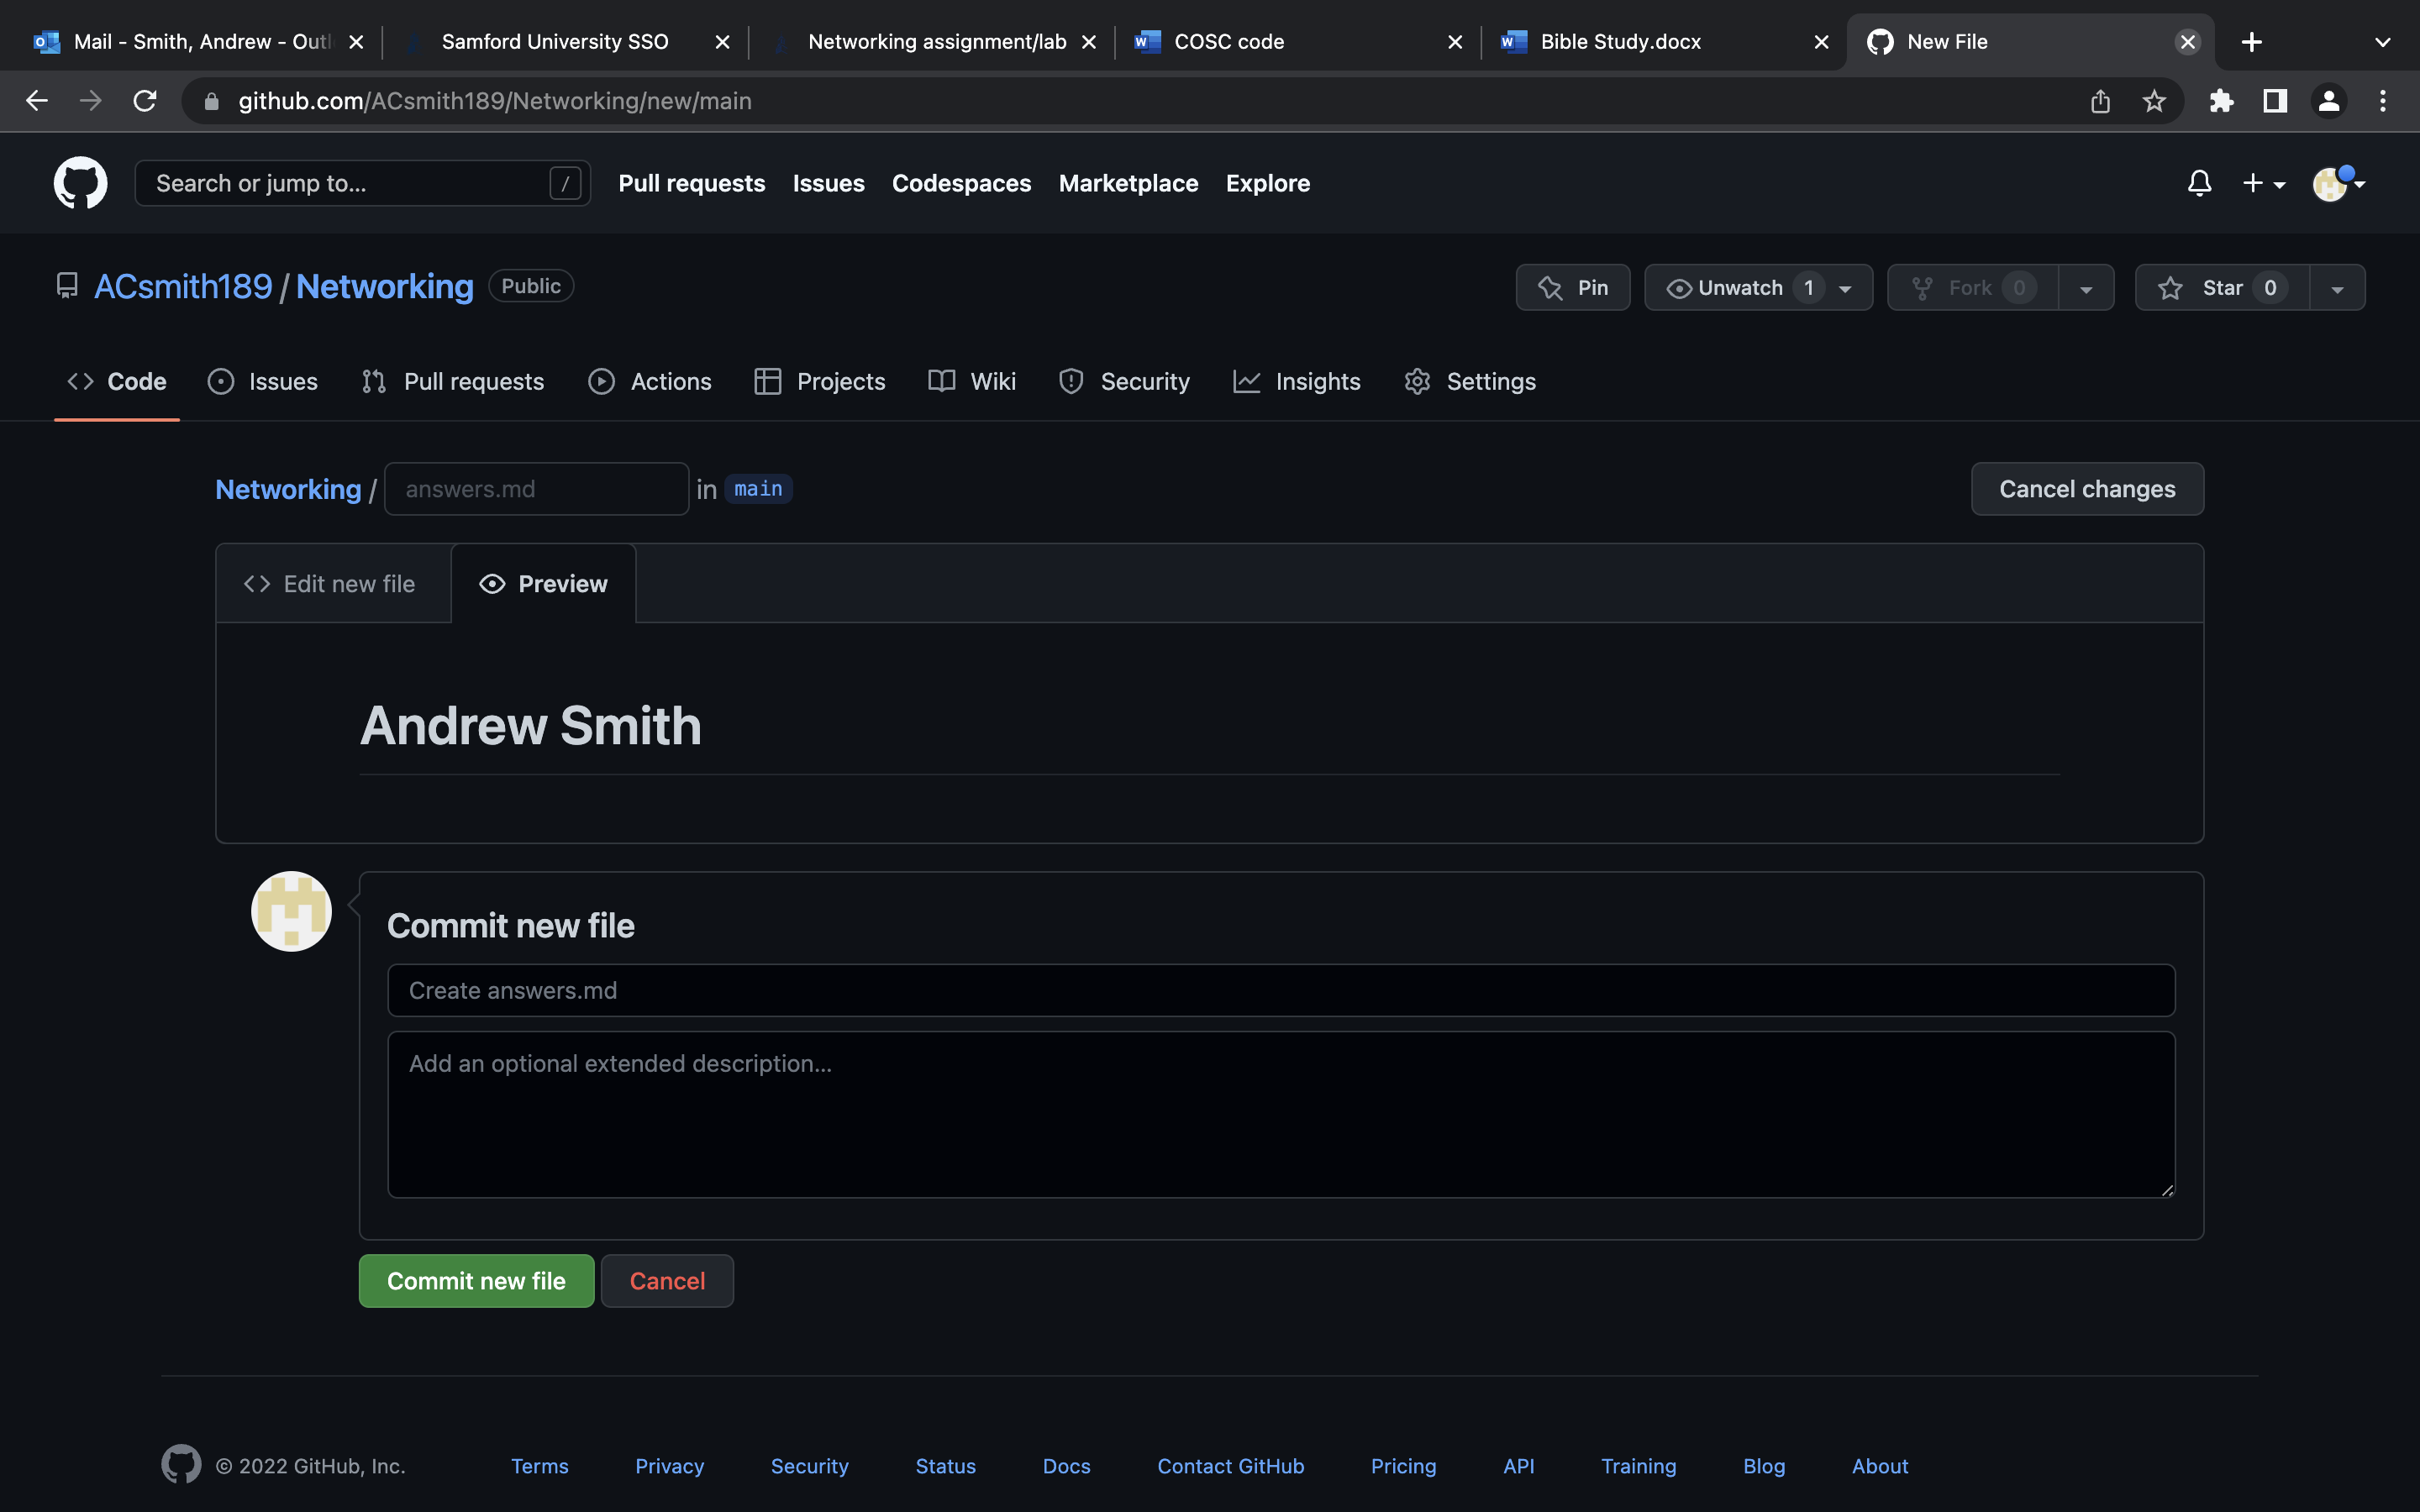 Mail - Smith, Andrew - Outl
Samford University SSO
Networking assignment/lab
COSC code
Bible Study.docx
New File
github.com/ACsmith189/Networking/new/main
Search or jump to...
/
Pull requests
Issues
Codespaces
Marketplace
Explore
ACsmith189 / Networking Public
Pin
Unwatch 1
Fork 0
Star 0
Code
Issues
Pull requests
Actions
Projects
Wiki
Security
Insights
Settings
Networking / answers.md in main
Cancel changes
Edit new file
Preview
Andrew Smith
Commit new file
Create answers.md
Add an optional extended description...
Commit new file
Cancel
© 2022 GitHub, Inc.
Terms
Privacy
Security
Status
Docs
Contact GitHub
Pricing
API
Training
Blog
About